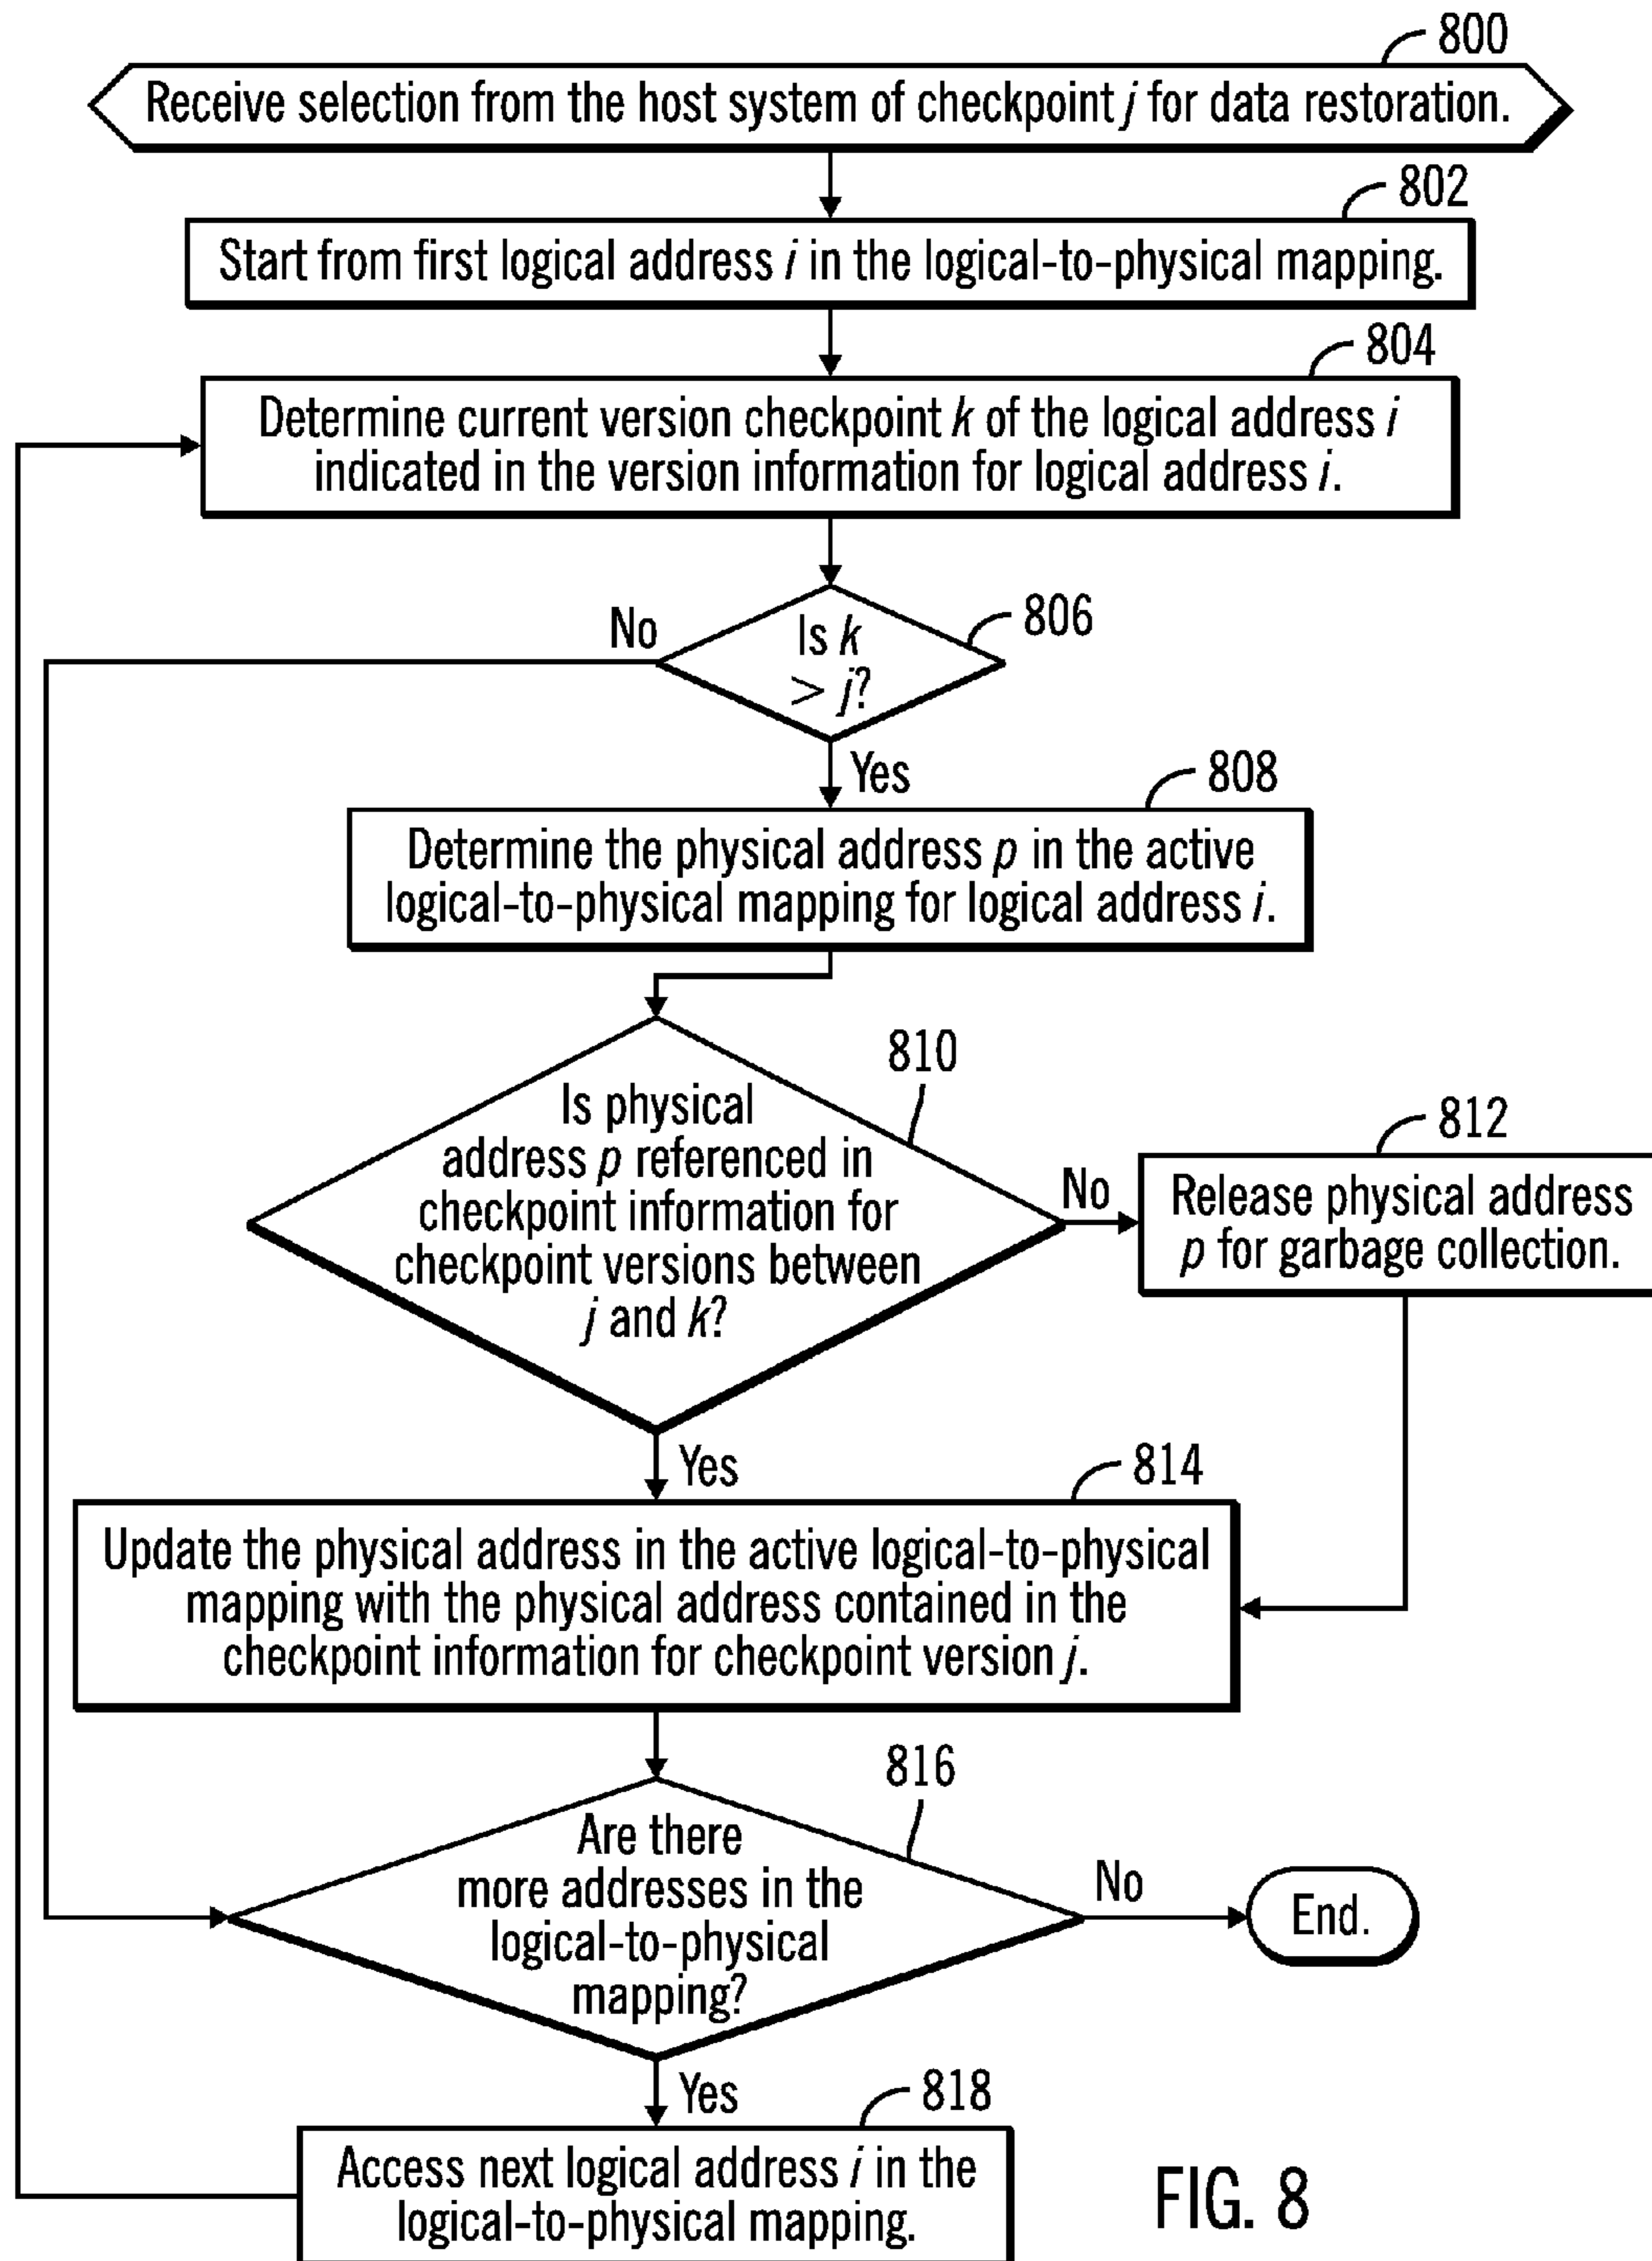 800
Receive selection from the host system of checkpoint j for data restoration.
802
Start from first logical address i in the logical-to-physical mapping.
804
Determine current version checkpoint k of the logical address i
indicated in the version information for logical address i.
806
No
Is k
> j?
Yes
808
Determine the physical address p in the active
logical-to-physical mapping for logical address i.
810
Is physical
address p referenced in
checkpoint information for
checkpoint versions between
j and k?
No
812
Release physical address
p for garbage collection.
Yes
814
Update the physical address in the active logical-to-physical
mapping with the physical address contained in the
checkpoint information for checkpoint version j.
816
Are there
more addresses in the
logical-to-physical
mapping?
No
End.
Yes
818
Access next logical address i in the
logical-to-physical mapping.
FIG. 8